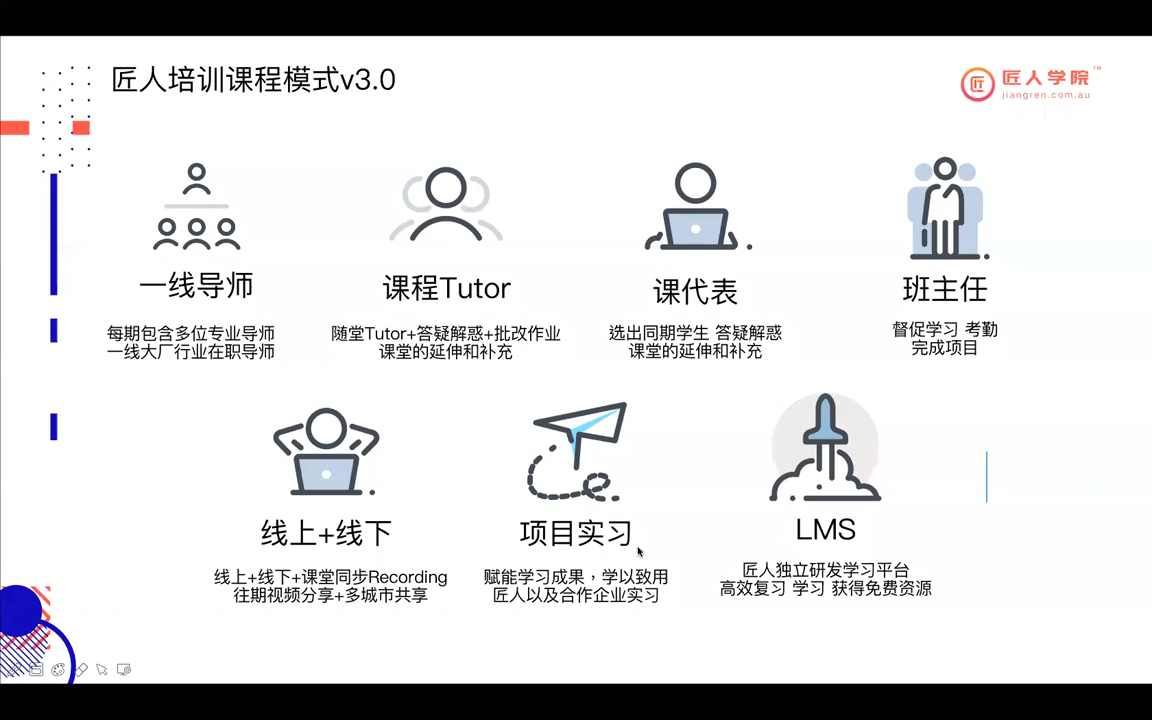 匠人培训课程模式v3.0
匠人学院™
jiangren.com.au
一线导师
每期包含多位专业导师
一线大厂行业在职导师
课程Tutor
随堂Tutor+答疑解惑+批改作业
课堂的延伸和补充
课代表
选出同期学生 答疑解惑
课堂的延伸和补充
班主任
督促学习 考勤
完成项目
线上+线下
线上+线下+课堂同步Recording
往期视频分享+多城市共享
项目实习
赋能学习成果，学以致用
匠人以及合作企业实习
LMS
匠人独立研发学习平台
高效复习 学习 获得免费资源